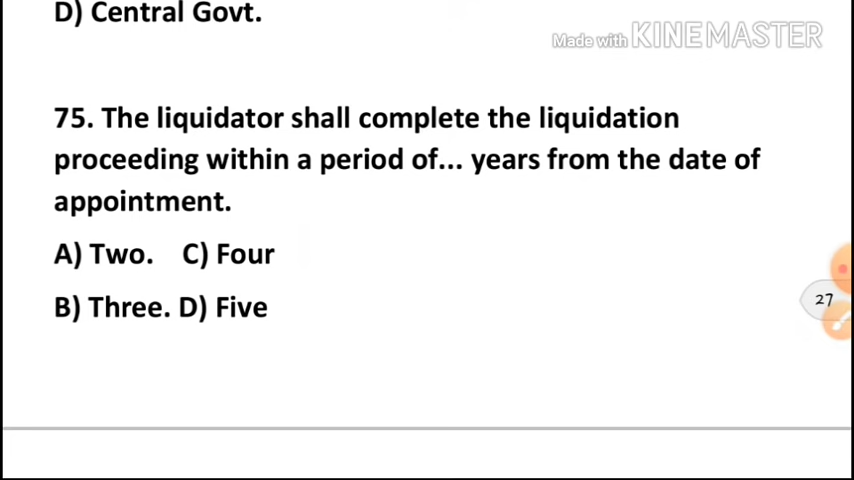 D) Central Govt.
Made with KINEMASTER
75. The liquidator shall complete the liquidation
proceeding within a period of... years from the date of
appointment.
A) Two. C) Four
B) Three. D) Five
27